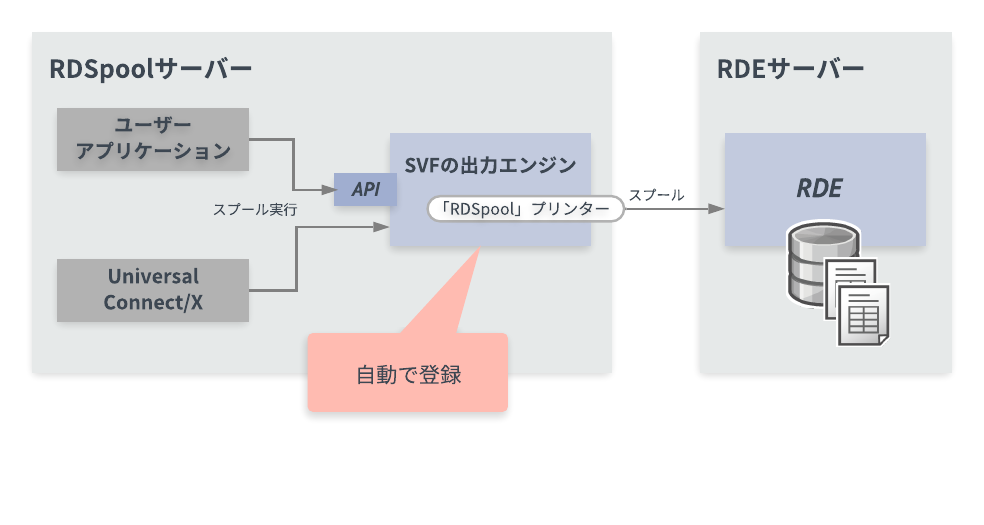 RDSpoolサーバー
RDEサーバー
ユーザー
アプリケーション
API
SVFの出力エンジン
「RDSpool」プリンター
スプール
RDE
スプール実行
Universal
Connect/X
自動で登録